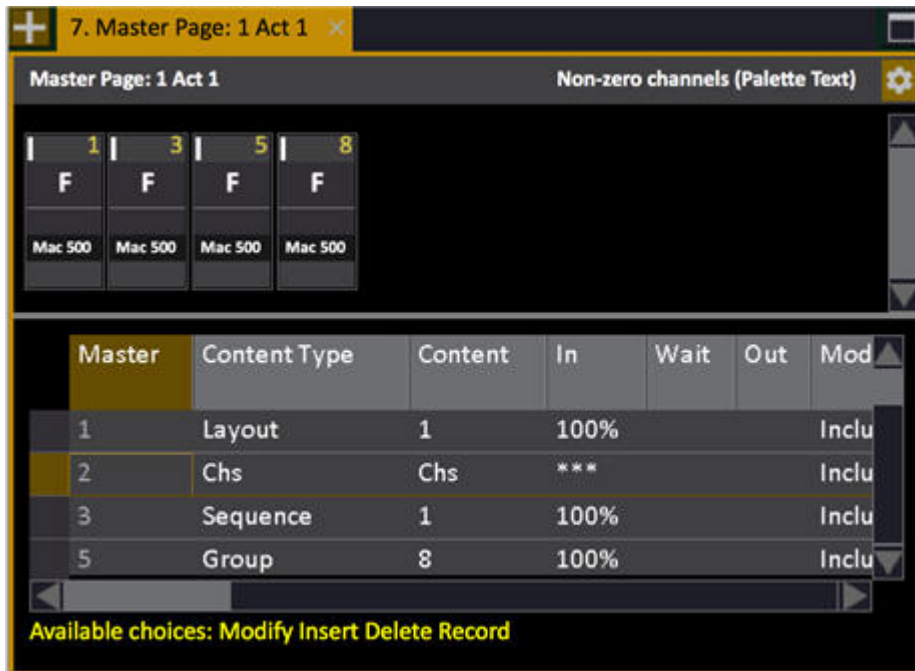 7. Master Page: 1 Act 1
Master Page: 1 Act 1 Non-zero channels (Palette Text)
1 3 5 8
F F F F
Mac 500 Mac 500 Mac 500 Mac 500
Master Content Type Content In Wait Out Mod
1 Layout 1 100% Inclu
2 Chs Chs *** Inclu
3 Sequence 1 100% Inclu
5 Group 8 100% Inclu
Available choices: Modify Insert Delete Record